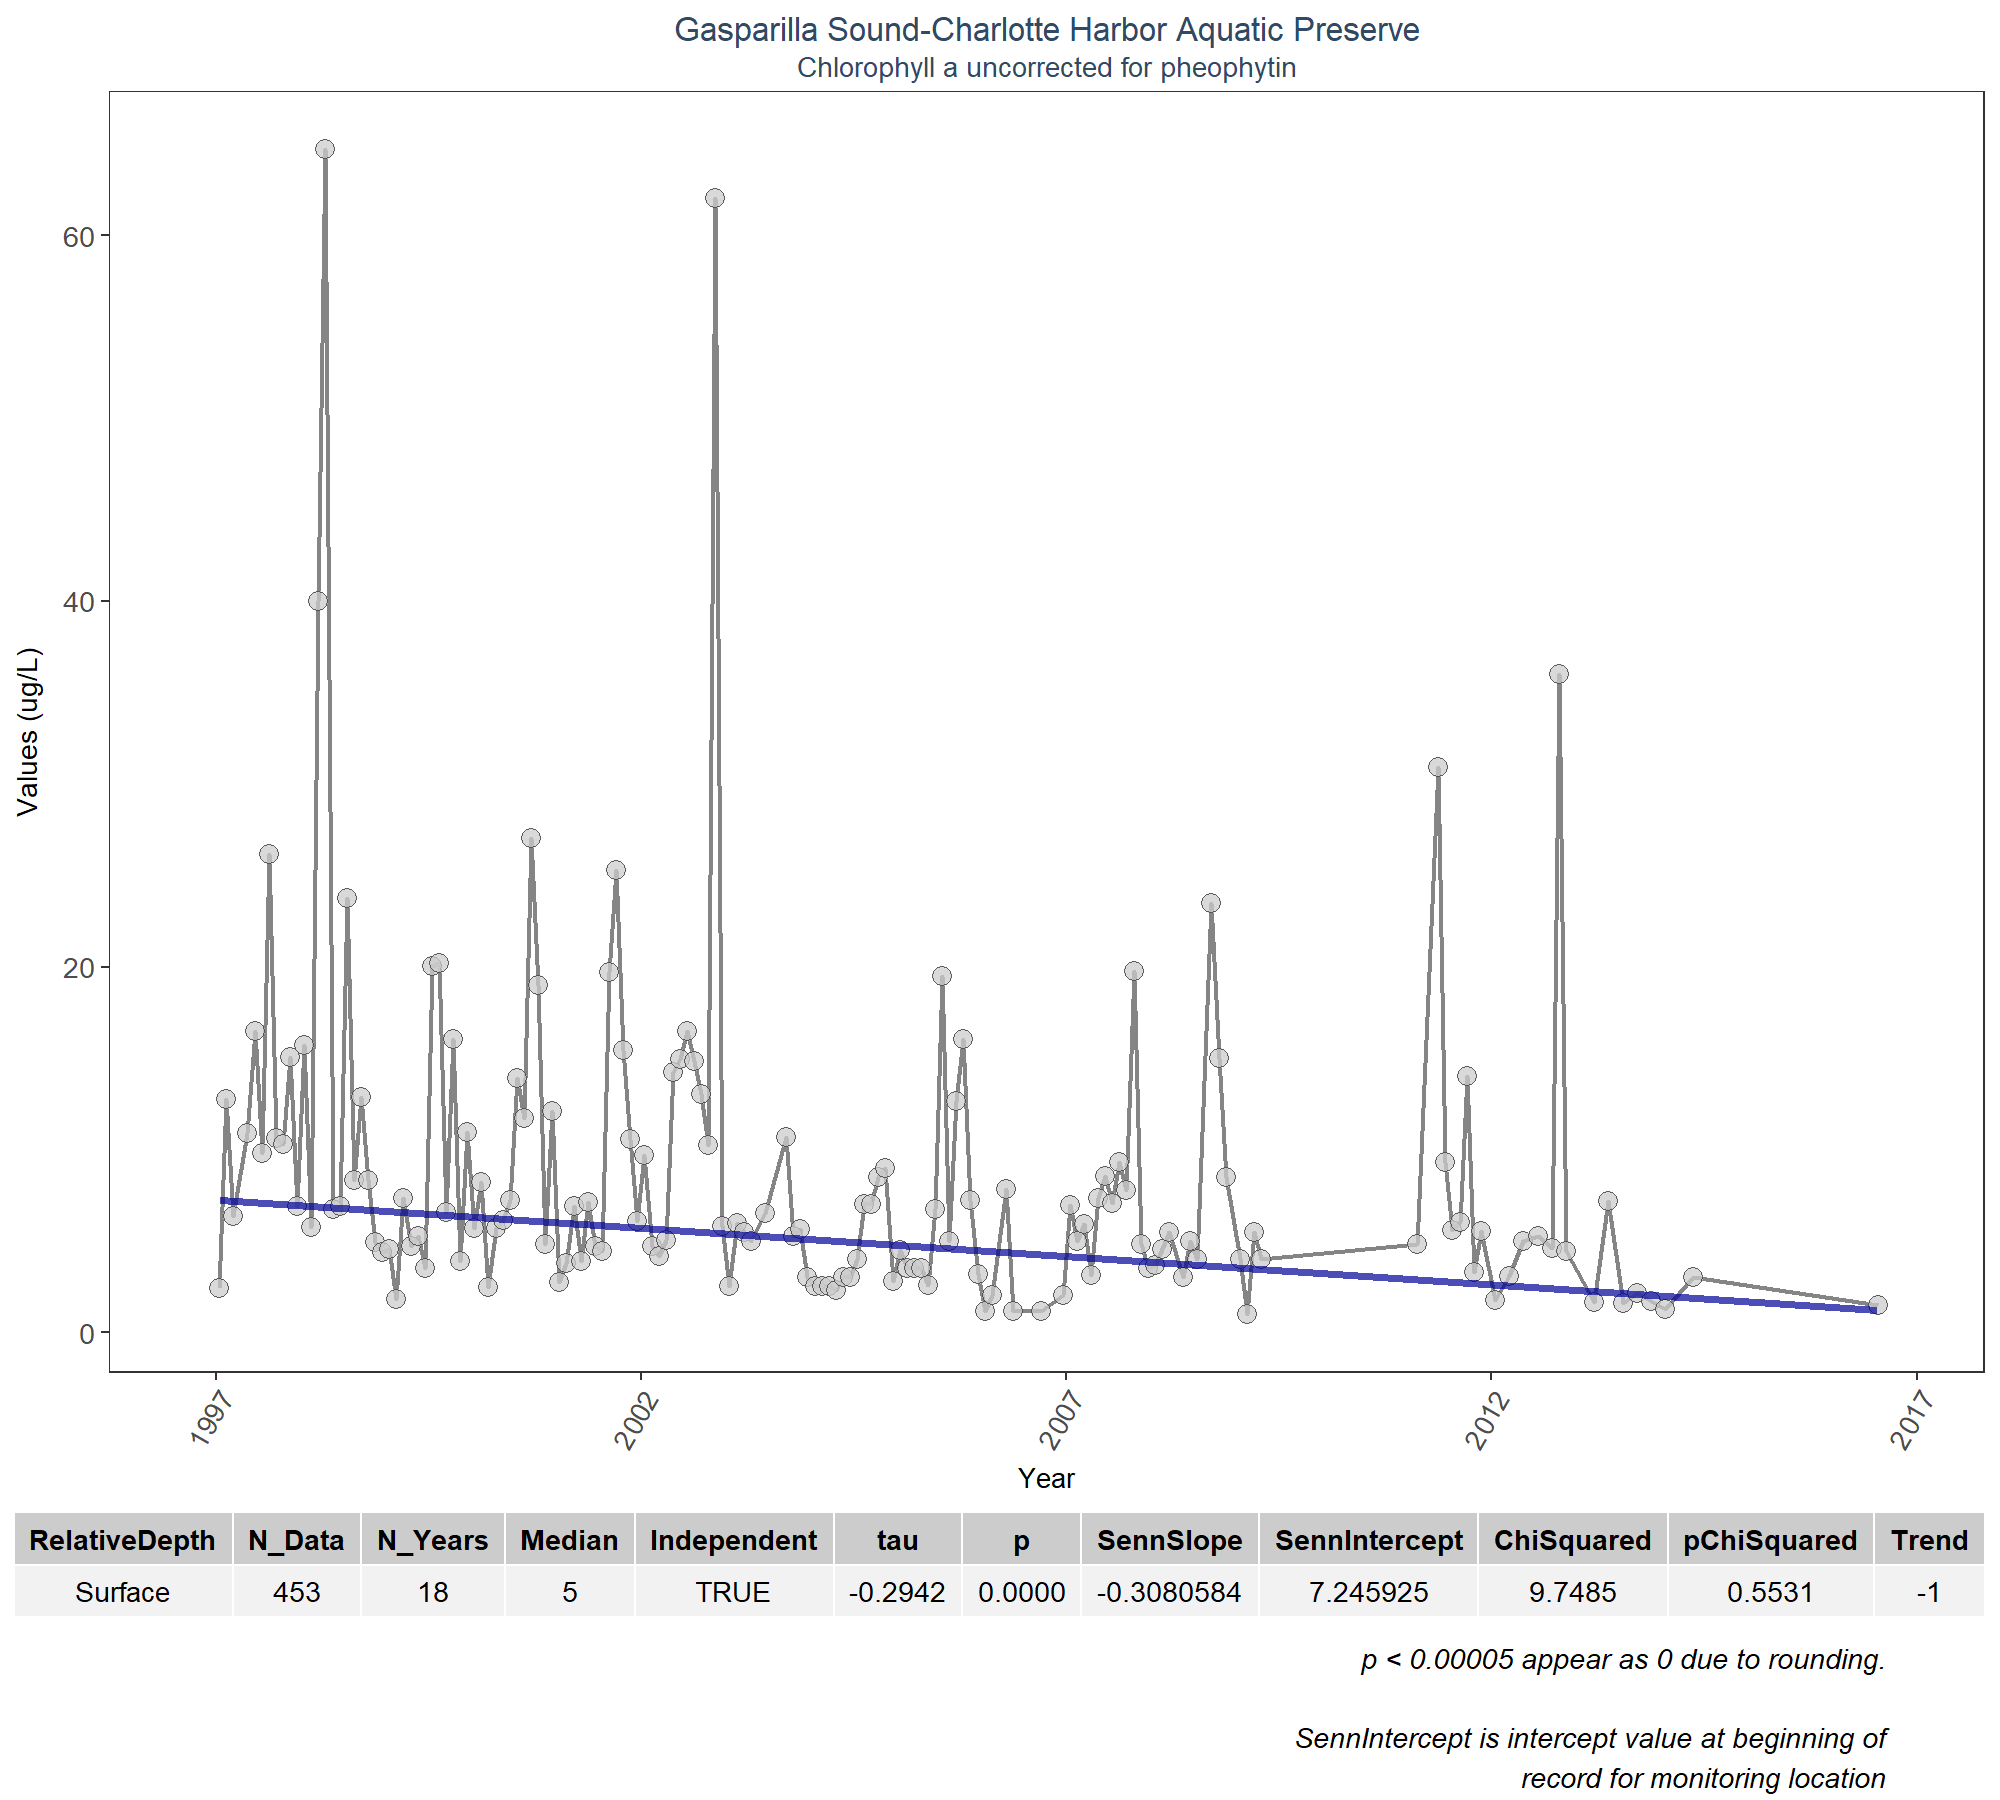 Gasparilla Sound-Charlotte Harbor Aquatic Preserve
Chlorophyll a uncorrected for pheophytin
Values (ug/L)
60
40
20
0
1997 2002 2007 2012 2017
Year
RelativeDepth N_Data N_Years Median Independent tau p SennSlope SennIntercept ChiSquared pChiSquared Trend
Surface 453 18 5 TRUE -0.2942 0.0000 -0.3080584 7.245925 9.7485 0.5531 -1
p < 0.00005 appear as 0 due to rounding.
SennIntercept is intercept value at beginning of
record for monitoring location